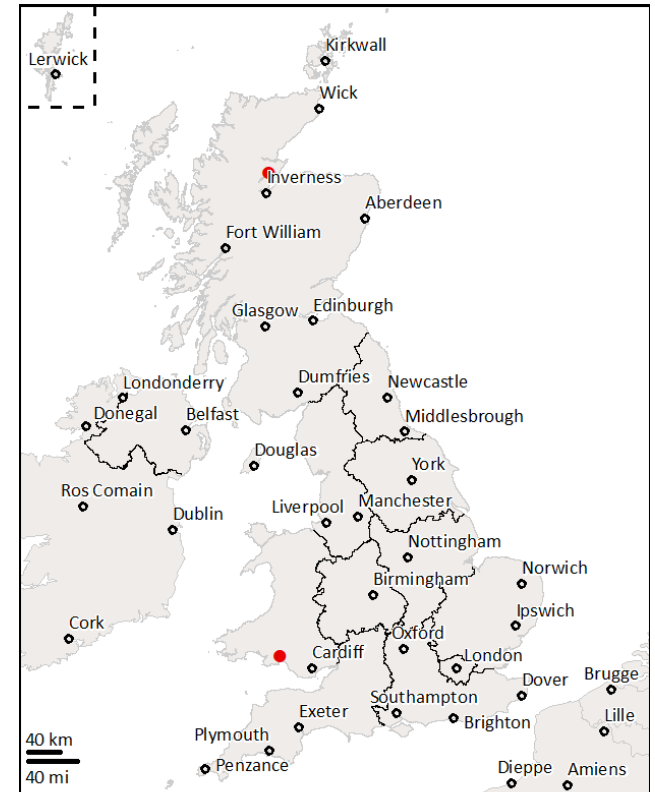 Kirkwall
Lerwick
Wick
Inverness
Aberdeen
Fort William
Glasgow
Edinburgh
Dumfries
Londonderry
Newcastle
Donegal
Belfast
Middlesbrough
Douglas
York
Ros Comain
Liverpool
Manchester
Dublin
Nottingham
Birmingham
Norwich
Ipswich
Cork
Cardiff
Oxford
London
Dover
Brugge
Southampton
Exeter
Brighton
Lille
Plymouth
40 km
Penzance
40 mi
Dieppe
Amiens